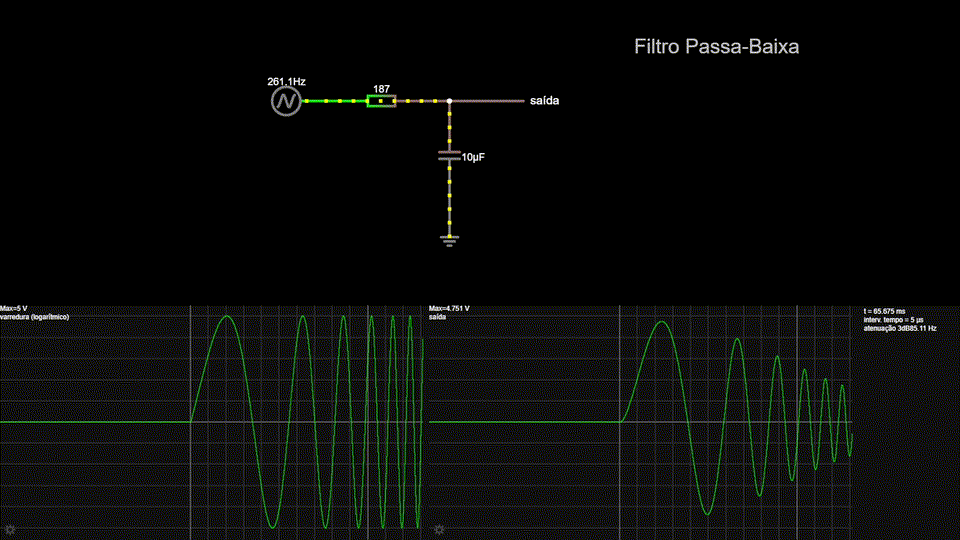 Filtro Passa-Baixa
261.1Hz
187
saída
10µF
Max=5 V
varredura (logarítmico)
Max=4.751 V
saída
t = 65.675 ms
interv. tempo = 5 µs
atenuação 3dB85.11 Hz